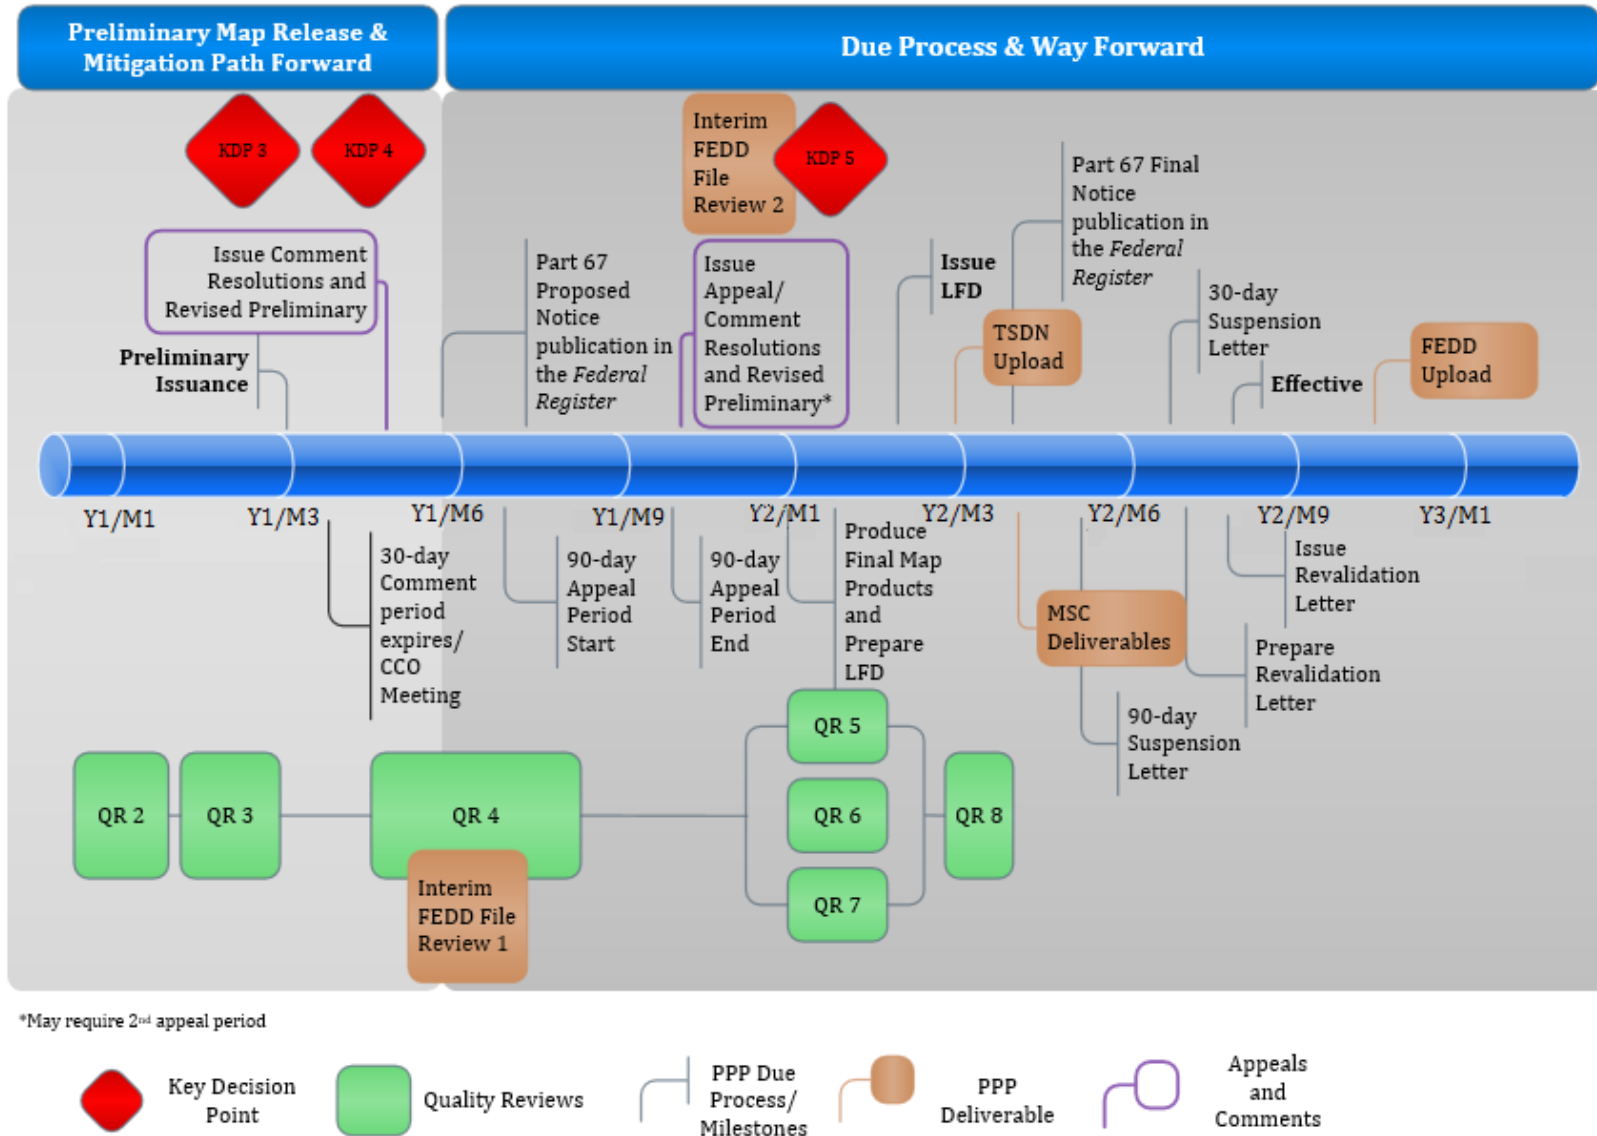 Preliminary Map Release &
Mitigation Path Forward
Due Process & Way Forward
KDP 3
KDP 4
Interim
FEDD
File
Review 2
KDP 5
Issue Comment
Resolutions and
Revised Preliminary
Preliminary
Issuance
Part 67
Proposed
Notice
publication in
the Federal
Register
Issue
Appeal/
Comment
Resolutions
and Revised
Preliminary*
Issue
LFD
TSDN
Upload
Part 67 Final
Notice
publication in
the Federal
Register
30-day
Suspension
Letter
Effective
FEDD
Upload
Y1/M1
Y1/M3
Y1/M6
Y1/M9
Y2/M1
Y2/M3
Y2/M6
Y2/M9
Y3/M1
30-day
Comment
period
expires/
CCO
Meeting
90-day
Appeal
Period
Start
90-day
Appeal
Period
End
Produce
Final Map
Products
and
Prepare
LFD
MSC
Deliverables
90-day
Suspension
Letter
Issue
Revalidation
Letter
Prepare
Revalidation
Letter
QR 2
QR 3
QR 4
Interim
FEDD File
Review 1
QR 5
QR 6
QR 7
QR 8
*May require 2nd appeal period
Key Decision
Point
Quality Reviews
PPP Due
Process/
Milestones
PPP
Deliverable
Appeals
and
Comments